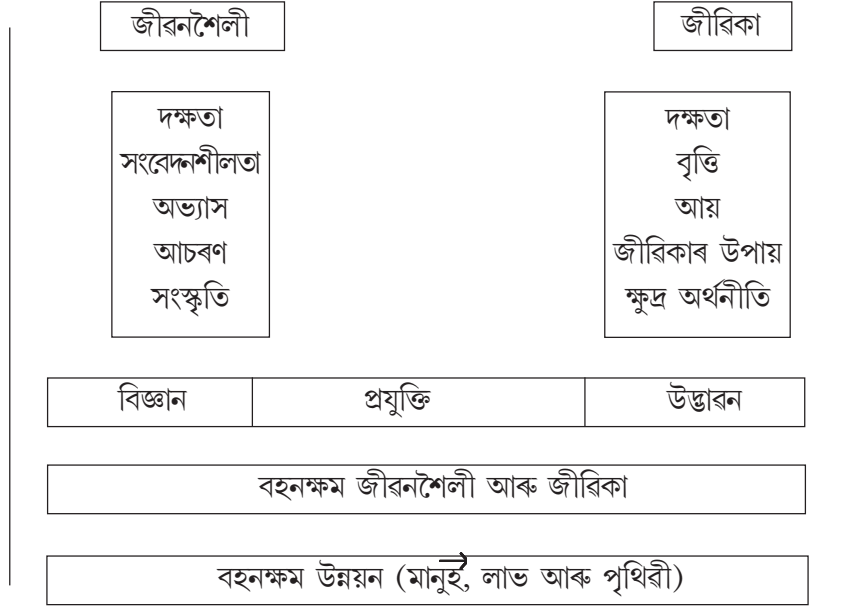 জীৱনশৈলী
জীৱিকা
দক্ষতা
সংবেদনশীলতা
অভ্যাস
আচৰণ
সংস্কৃতি
দক্ষতা
বৃত্তি
আয়
জীৱিকাৰ উপায়
ক্ষুদ্ৰ অৰ্থনীতি
বিজ্ঞান প্ৰযুক্তি উদ্ভাৱন
বহনক্ষম জীৱনশৈলী আৰু জীৱিকা
বহনক্ষম উন্নয়ন (মানুহ, লাভ আৰু পৃথিৱী)